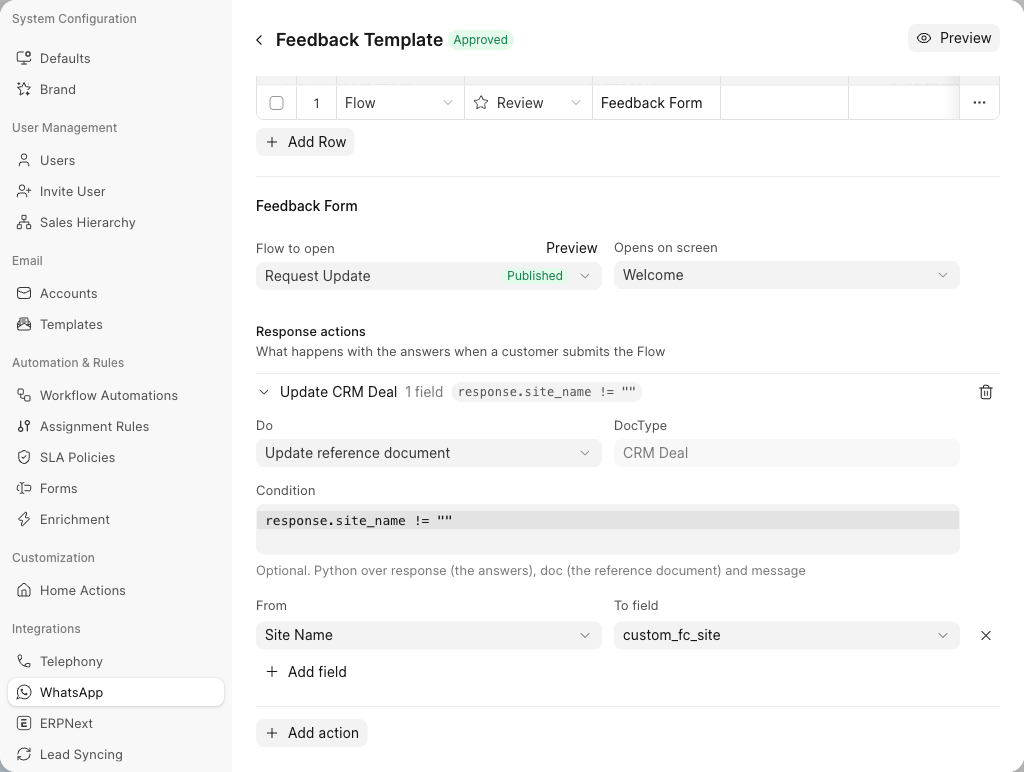 System Configuration
Defaults
Brand
User Management
Users
Invite User
Sales Hierarchy
Email
Accounts
Templates
Automation & Rules
Workflow Automations
Assignment Rules
SLA Policies
Forms
Enrichment
Customization
Home Actions
Integrations
Telephony
WhatsApp
ERPNext
Lead Syncing
Feedback Template Approved Preview
1 Flow Review Feedback Form
Add Row
Feedback Form
Flow to open Preview Opens on screen
Request Update Published Welcome
Response actions
What happens with the answers when a customer submits the Flow
Update CRM Deal 1 field response.site_name != ""
Do DocType
Update reference document CRM Deal
Condition
response.site_name != ""
Optional. Python over response (the answers), doc (the reference document) and message
From To field
Site Name custom_fc_site
Add field
Add action